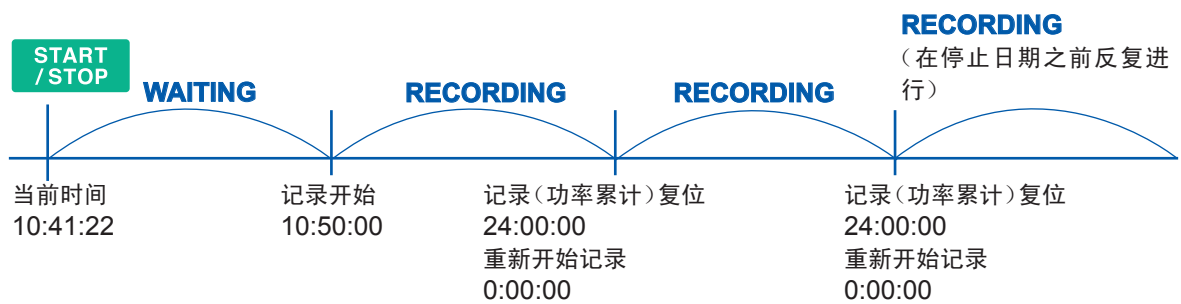 START
/STOP
WAITING
RECORDING
RECORDING
RECORDING
（在停止日期之前反复进
行）
当前时间
10:41:22
记录开始
10:50:00
记录（功率累计）复位
24:00:00
重新开始记录
0:00:00
记录（功率累计）复位
24:00:00
重新开始记录
0:00:00